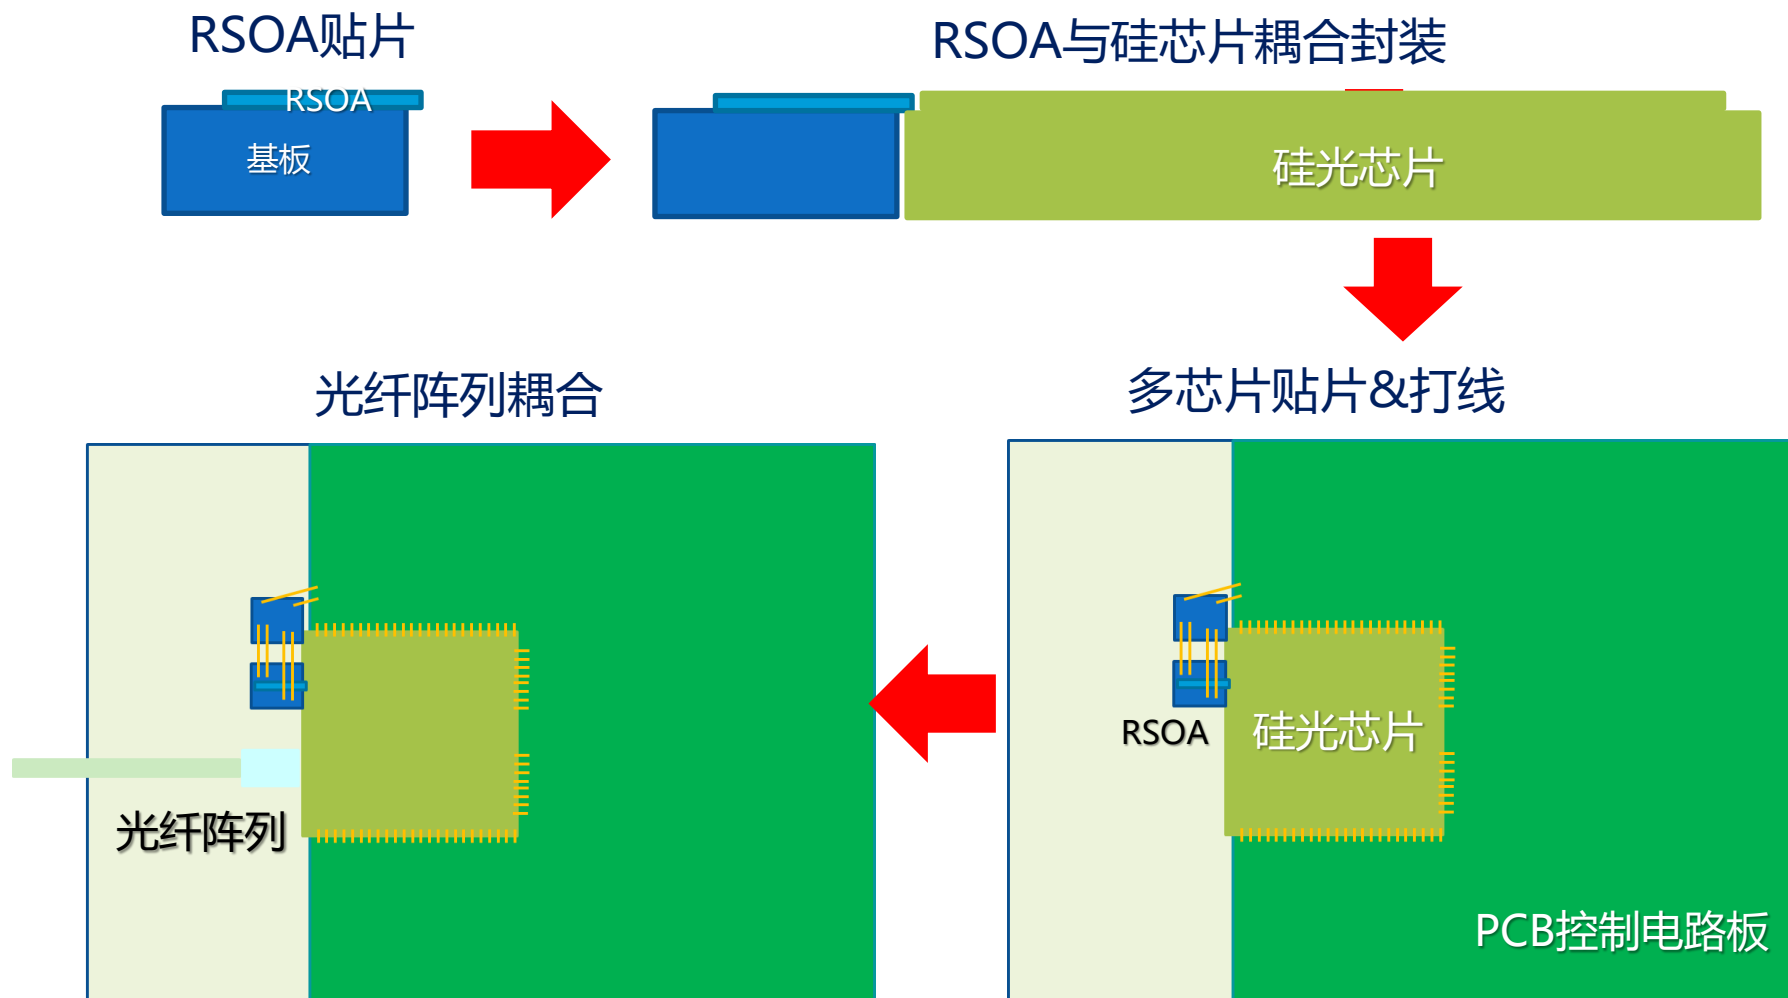 RSOA贴片
RSOA与硅芯片耦合封装
RSOA
基板
硅光芯片
光纤阵列耦合
多芯片贴片&打线
RSOA
硅光芯片
光纤阵列
PCB控制电路板